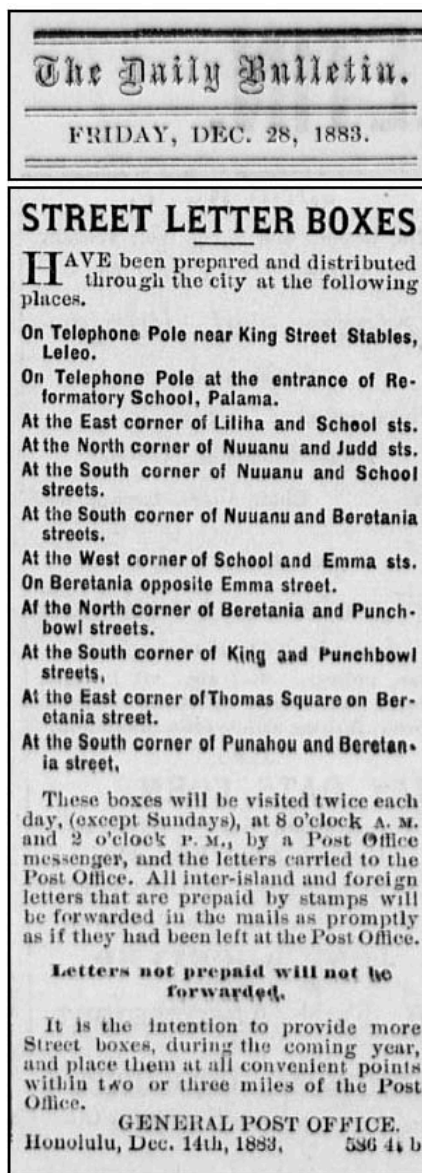 The Daily Bulletin.
FRIDAY, DEC. 28, 1883.
STREET LETTER BOXES
HAVE been prepared and distributed
through the city at the following
places.
On Telephone Pole near King Street Stables,
Leleo.
On Telephone Pole at the entrance of Re-
formatory School, Palama.
At the East corner of Liliha and School sts.
At the North corner of Nuuanu and Judd sts.
At the South corner of Nuuanu and School
streets.
At the South corner of Nuuanu and Beretania
streets.
At the West corner of School and Emma sts.
On Beretania opposite Emma street.
At the North corner of Beretania and Punch-
bowl streets.
At the South corner of King and Punchbowl
streets,
At the East corner of Thomas Square on Ber-
etania street.
At the South corner of Punahou and Beretan-
ia street,
These boxes will be visited twice each
day, (except Sundays), at 8 o'clock A. M.
and 2 o'clock P. M., by a Post Office
messenger, and the letters carried to the
Post Office. All inter-island and foreign
letters that are prepaid by stamps will
be forwarded in the mails as promptly
as if they had been left at the Post Office.
Letters not prepaid will not be
forwarded.
It is the intention to provide more
Street boxes, during the coming year,
and place them at all convenient points
within two or three miles of the Post
Office.
GENERAL POST OFFICE.
Honolulu, Dec. 14th, 1883. 586 4t b